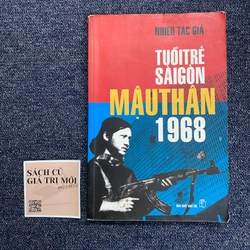 NHIỀU TÁC GIẢ
TUỔI TRẺ
SÀI GÒN
MẬU THÂN
1968
SÁCH CŨ
GIÁ TRỊ MỚI